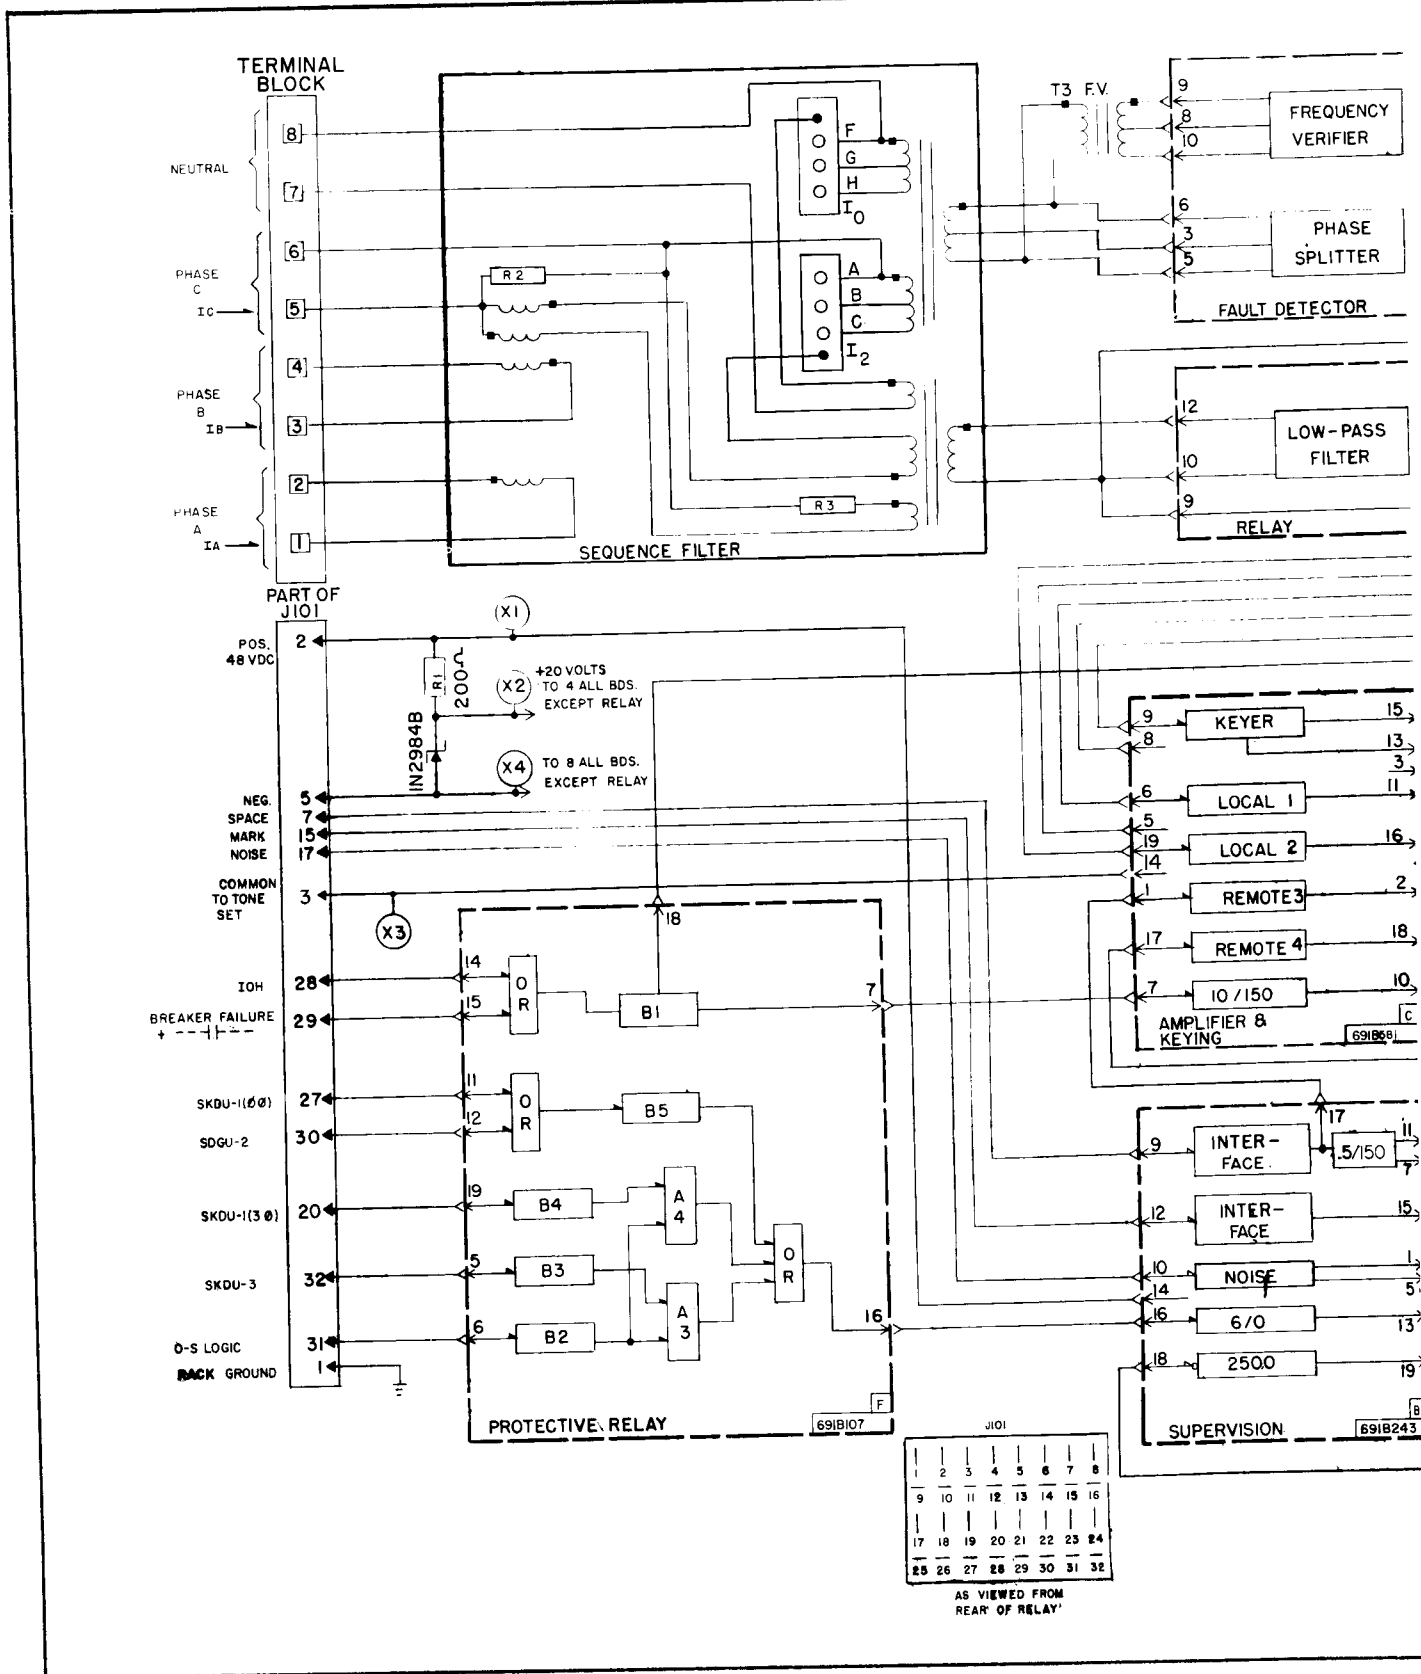 TERMINAL
BLOCK
8
7
6
5
4
3
2
1
NEUTRAL
PHASE
C
IC
PHASE
B
IB
PHASE
A
IA
R2
F
G
H
I0
A
B
C
I2
R3
SEQUENCE FILTER
T3 F.V.
9
8
10
FREQUENCY
VERIFIER
6
3
5
PHASE
SPLITTER
FAULT DETECTOR
12
10
9
LOW-PASS
FILTER
RELAY
PART OF
J101
POS.
48 VDC
2
X1
R1
200Ω
X2
+20 VOLTS
TO 4 ALL BDS.
EXCEPT RELAY
IN2984B
X4
TO 8 ALL BDS.
EXCEPT RELAY
NEG. 5
SPACE 7
MARK 15
NOISE 17
COMMON
TO TONE
SET
3
X3
IOH 28
BREAKER FAILURE 29
SKDU-1(ØØ) 27
SDGU-2 30
SKDU-1(3Ø) 20
SKDU-3 32
O-S LOGIC 31
RACK GROUND 1
18
14
15
OR
B1
7
11
12
OR
B5
19
B4
A
4
5
B3
A
3
6
B2
OR
16
PROTECTIVE RELAY
F
691B107
9
8
KEYER
15
13
3
6
LOCAL 1
11
5
19
LOCAL 2
16
14
1
REMOTE 3
2
17
REMOTE 4
18
7
10/150
10
AMPLIFIER &
KEYING
C
17
9
INTER-
FACE
.5/150
11
7
12
INTER-
FACE
15
10
NOISE
1
5
14
16
6/0
13
18
250.0
19
SUPERVISION
B
691B243
J101
1 2 3 4 5 6 7 8
9 10 11 12 13 14 15 16
17 18 19 20 21 22 23 24
25 26 27 28 29 30 31 32
AS VIEWED FROM
REAR OF RELAY